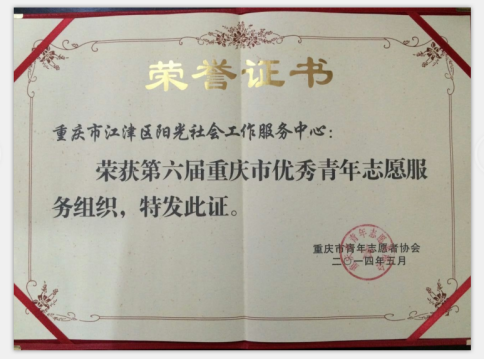 荣誉证书
重庆市江津区阳光社会工作服务中心：
荣获第六届重庆市优秀青年志愿服
务组织，特发此证。
重庆市青年志愿者协会
二〇一四年五月